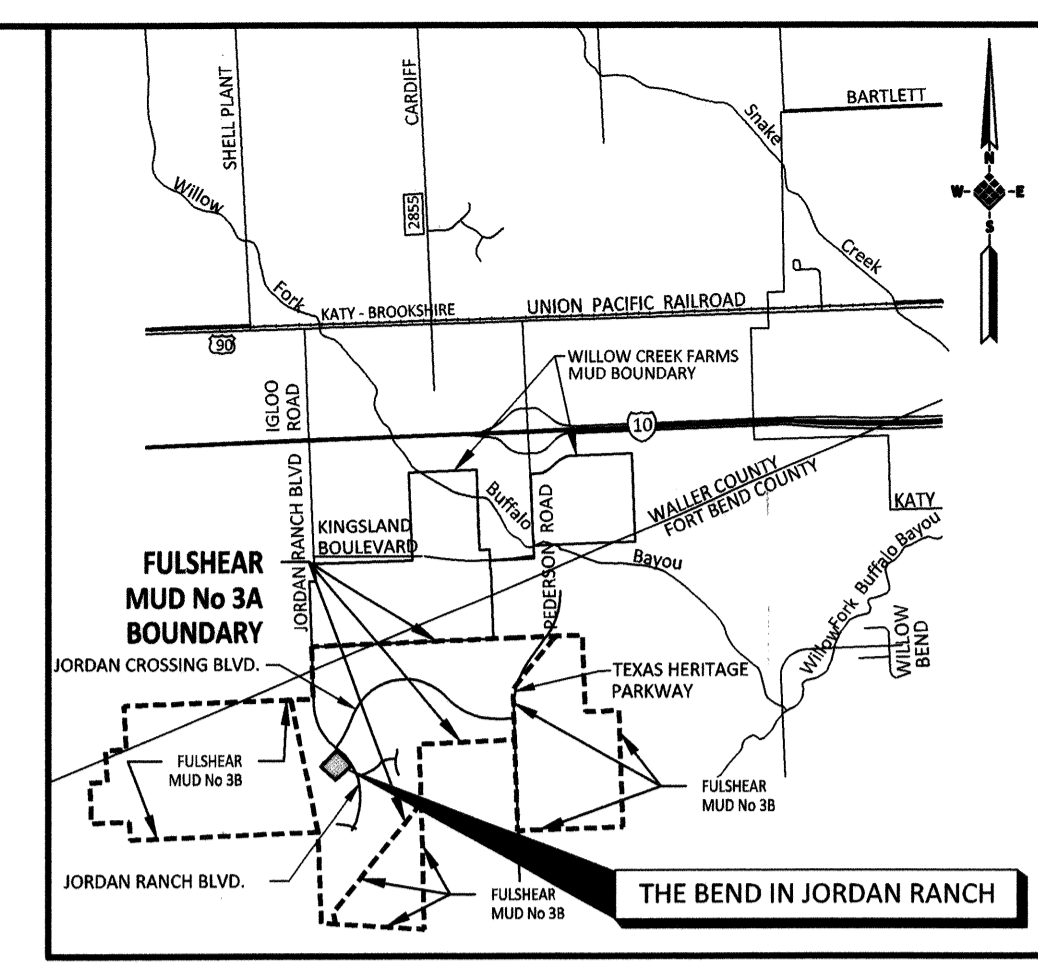 SHELL PLANT
CARDIFF
BARTLETT
Snake
Creek
N
W- -E
S
Willow
Fork
2855
KATY - BROOKSHIRE
UNION PACIFIC RAILROAD
90
WILLOW CREEK FARMS
MUD BOUNDARY
IGLOO
ROAD
10
JORDAN RANCH BLVD
Buffalo
Bayou
WALLER COUNTY
FORT BEND COUNTY
KATY
KINGSLAND
BOULEVARD
PEDERSON ROAD
Willow Fork Buffalo Bayou
WILLOW
BEND
FULSHEAR
MUD No 3A
BOUNDARY
JORDAN CROSSING BLVD.
TEXAS HERITAGE
PARKWAY
FULSHEAR
MUD No 3B
FULSHEAR
MUD No 3B
JORDAN RANCH BLVD.
FULSHEAR
MUD No 3B
THE BEND IN JORDAN RANCH